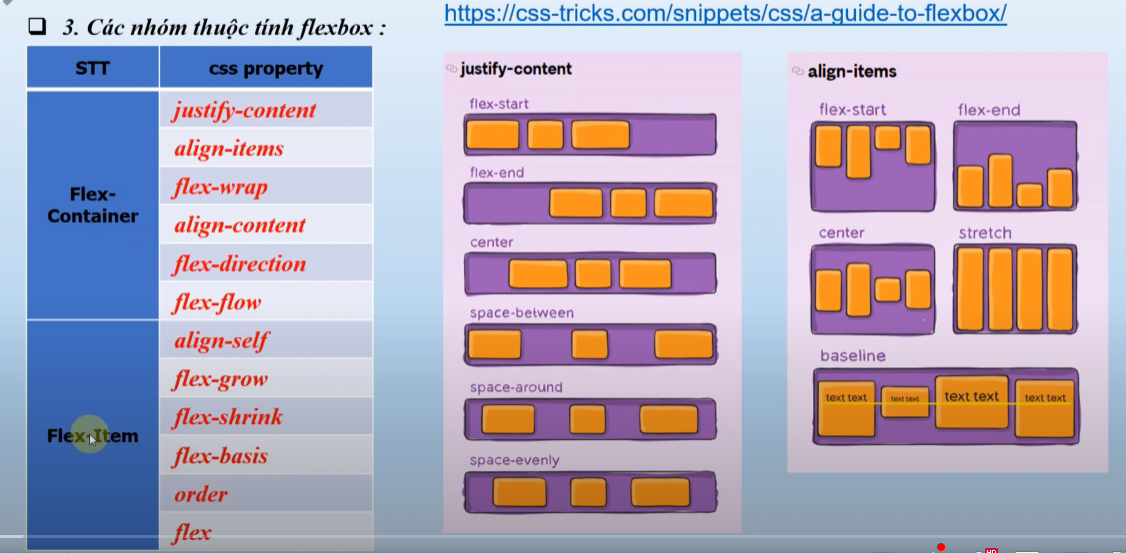 https://css-tricks.com/snippets/css/a-guide-to-flexbox/
3. Các nhóm thuộc tính flexbox :
STT
css property
Flex-
Container
justify-content
align-items
flex-wrap
align-content
flex-direction
flex-flow
Flex-Item
align-self
flex-grow
flex-shrink
flex-basis
order
flex
justify-content
flex-start
flex-end
center
space-between
space-around
space-evenly
align-items
flex-start
flex-end
center
stretch
baseline
text text
text text
text text
text text